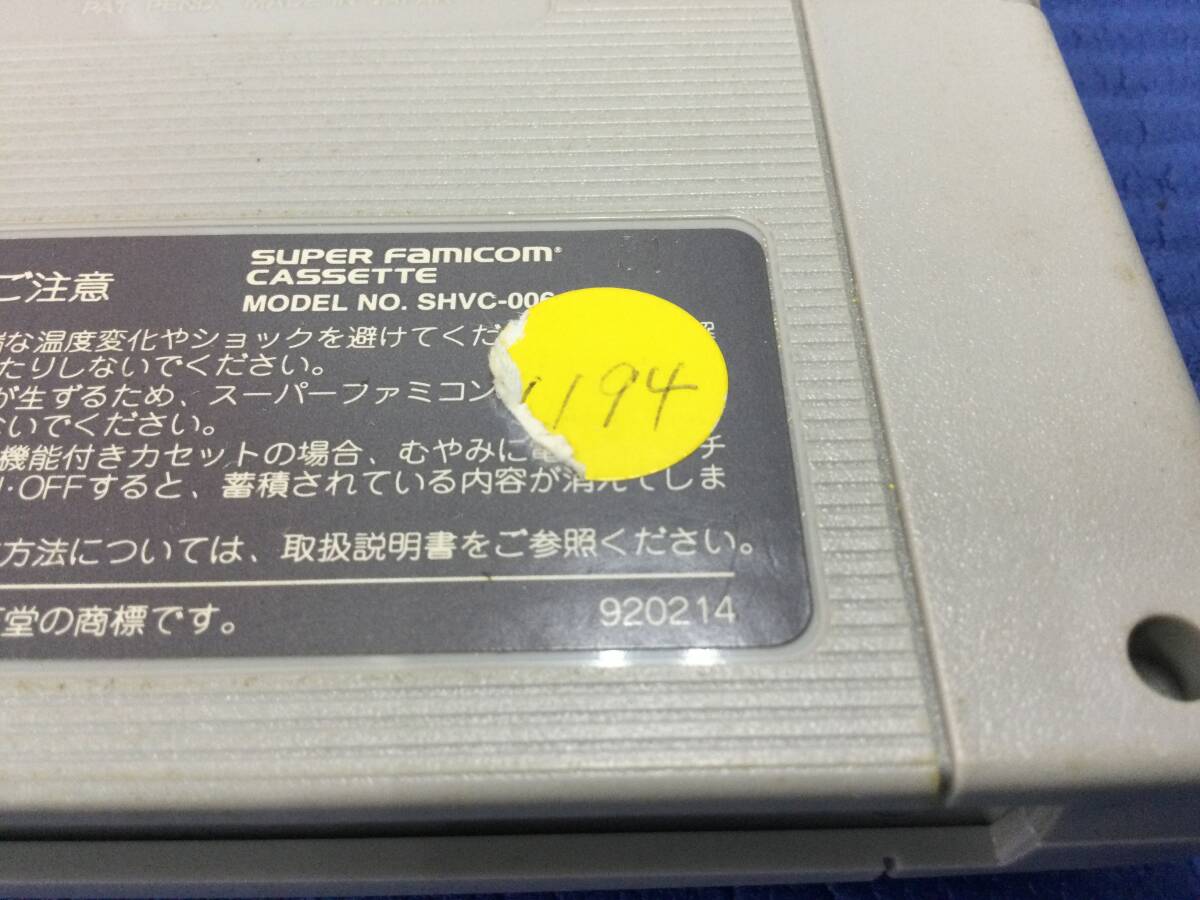 PAT. PEND. MADE IN JAPAN
ご注意
SUPER FAMICOM
CASSETTE
MODEL NO. SHVC-006
な温度変化やショックを避けてくだ
たりしないでください。
が生ずるため、スーパーファミコン
いでください。
1194
機能付きカセットの場合、むやみに電 チ
・OFFすると、蓄積されている内容が消えてしま
方法については、取扱説明書をご参照ください。
堂の商標です。
920214